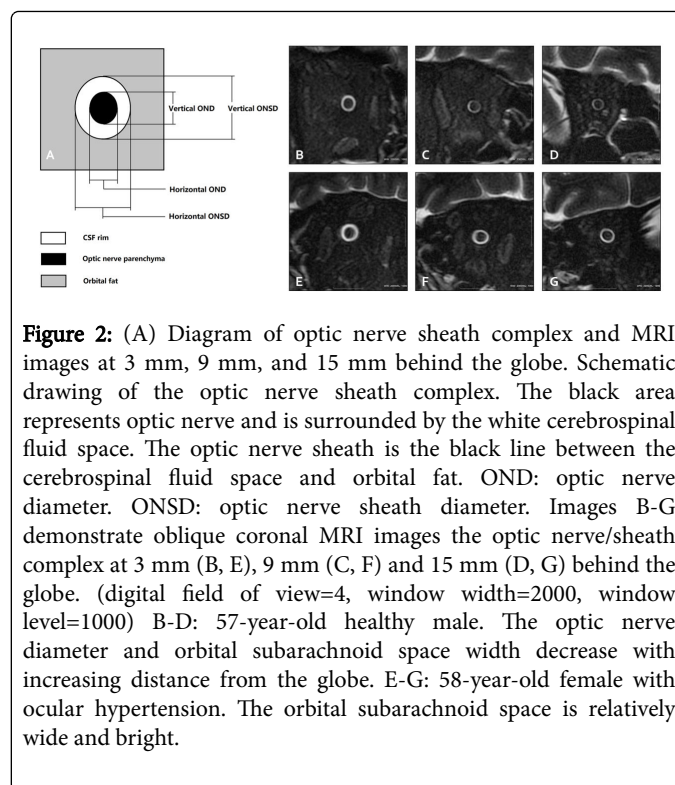 A
Vertical OND
Vertical ONSD
Horizontal OND
Horizontal ONSD
CSF rim
Optic nerve parenchyma
Orbital fat
B
C
D
E
F
G
Figure 2: (A) Diagram of optic nerve sheath complex and MRI
images at 3 mm, 9 mm, and 15 mm behind the globe. Schematic
drawing of the optic nerve sheath complex. The black area
represents optic nerve and is surrounded by the white cerebrospinal
fluid space. The optic nerve sheath is the black line between the
cerebrospinal fluid space and orbital fat. OND: optic nerve
diameter. ONSD: optic nerve sheath diameter. Images B-G
demonstrate oblique coronal MRI images the optic nerve/sheath
complex at 3 mm (B, E), 9 mm (C, F) and 15 mm (D, G) behind the
globe. (digital field of view=4, window width=2000, window
level=1000) B-D: 57-year-old healthy male. The optic nerve
diameter and orbital subarachnoid space width decrease with
increasing distance from the globe. E-G: 58-year-old female with
ocular hypertension. The orbital subarachnoid space is relatively
wide and bright.